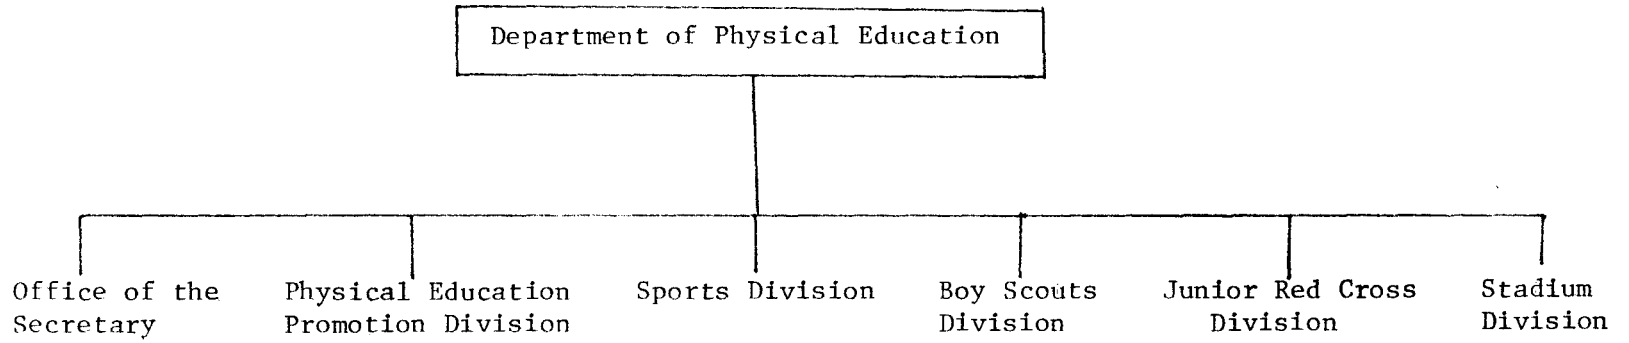 Department of Physical Education
Office of the
Secretary
Physical Education
Promotion Division
Sports Division
Boy Scouts
Division
Junior Red Cross
Division
Stadium
Division